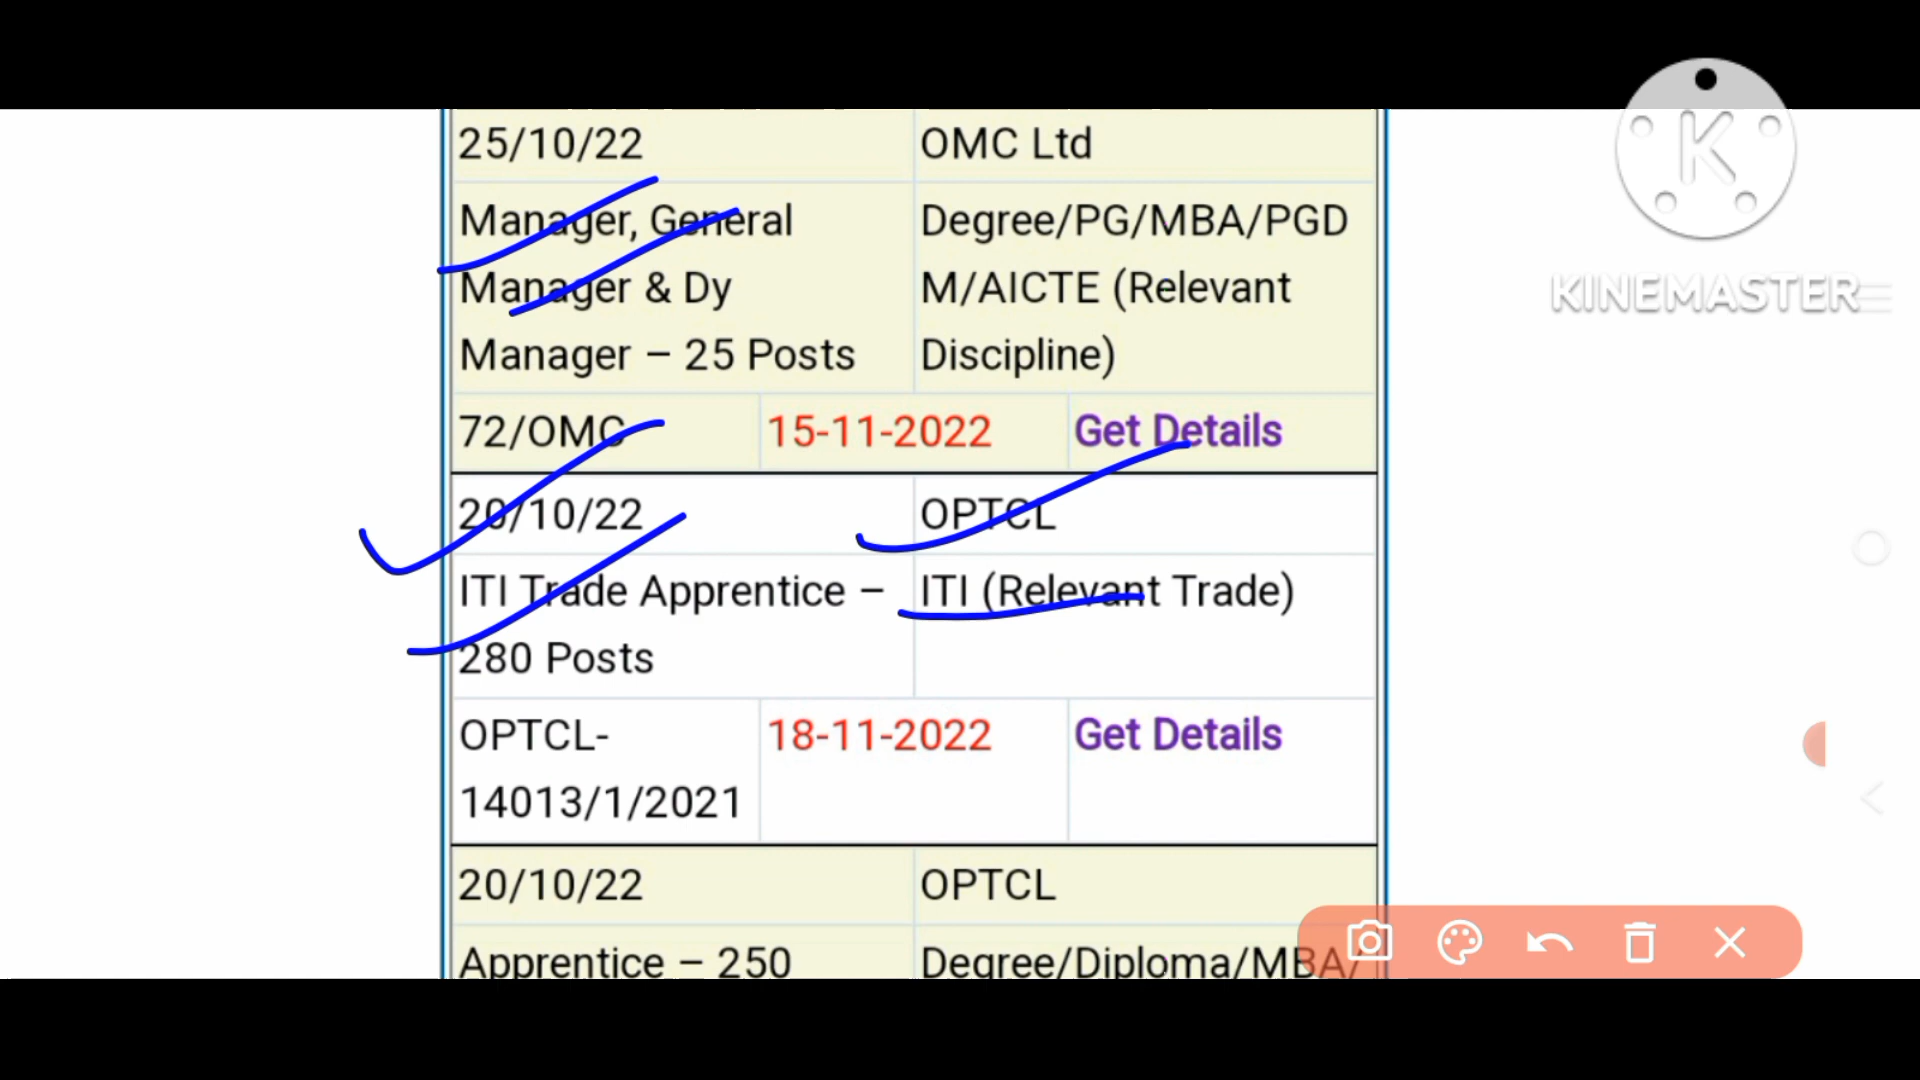 25/10/22 OMC Ltd
Manager, General Degree/PG/MBA/PGD
Manager & Dy M/AICTE (Relevant
Manager – 25 Posts Discipline)
72/OMC 15-11-2022 Get Details
20/10/22 OPTCL
ITI Trade Apprentice – ITI (Relevant Trade)
280 Posts
OPTCL- 18-11-2022 Get Details
14013/1/2021
20/10/22 OPTCL
Apprentice – 250 Degree/Diploma/MBA/
K
KINEMASTER